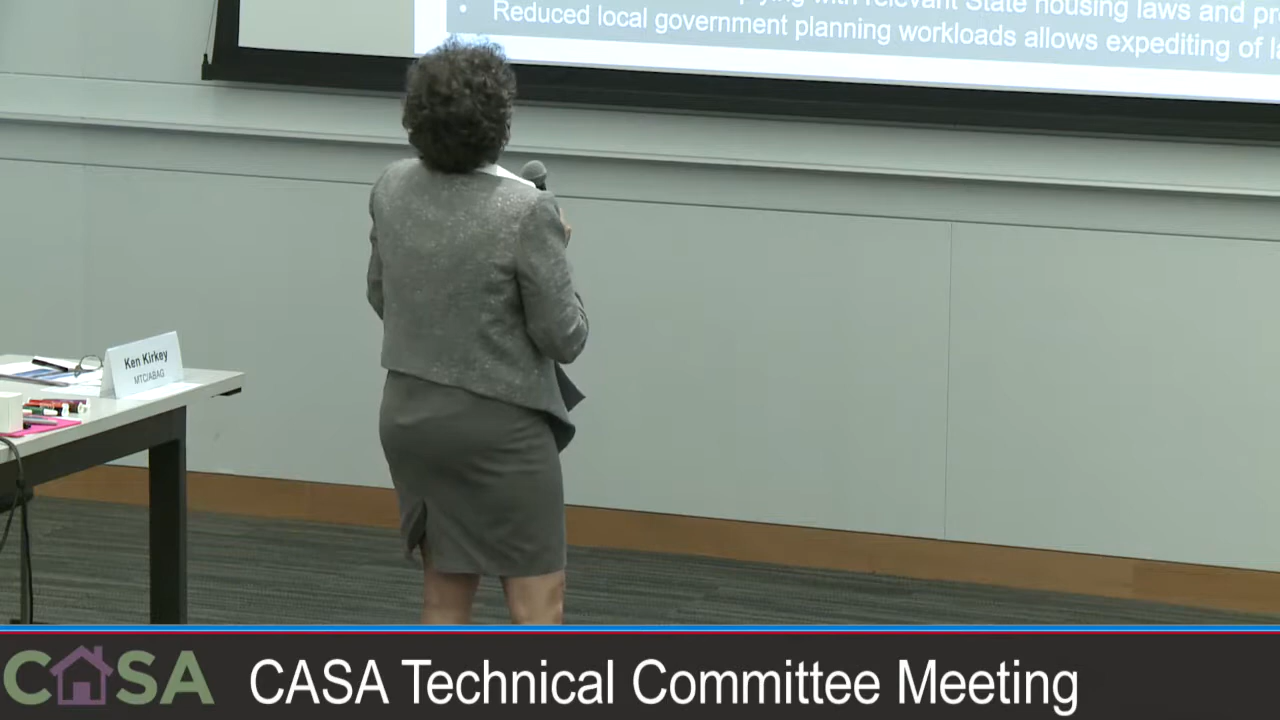 with relevant State housing laws and
• Reduced local government planning workloads allows expediting of
Ken Kirkey
MTC/ABAG
CASA
CASA Technical Committee Meeting